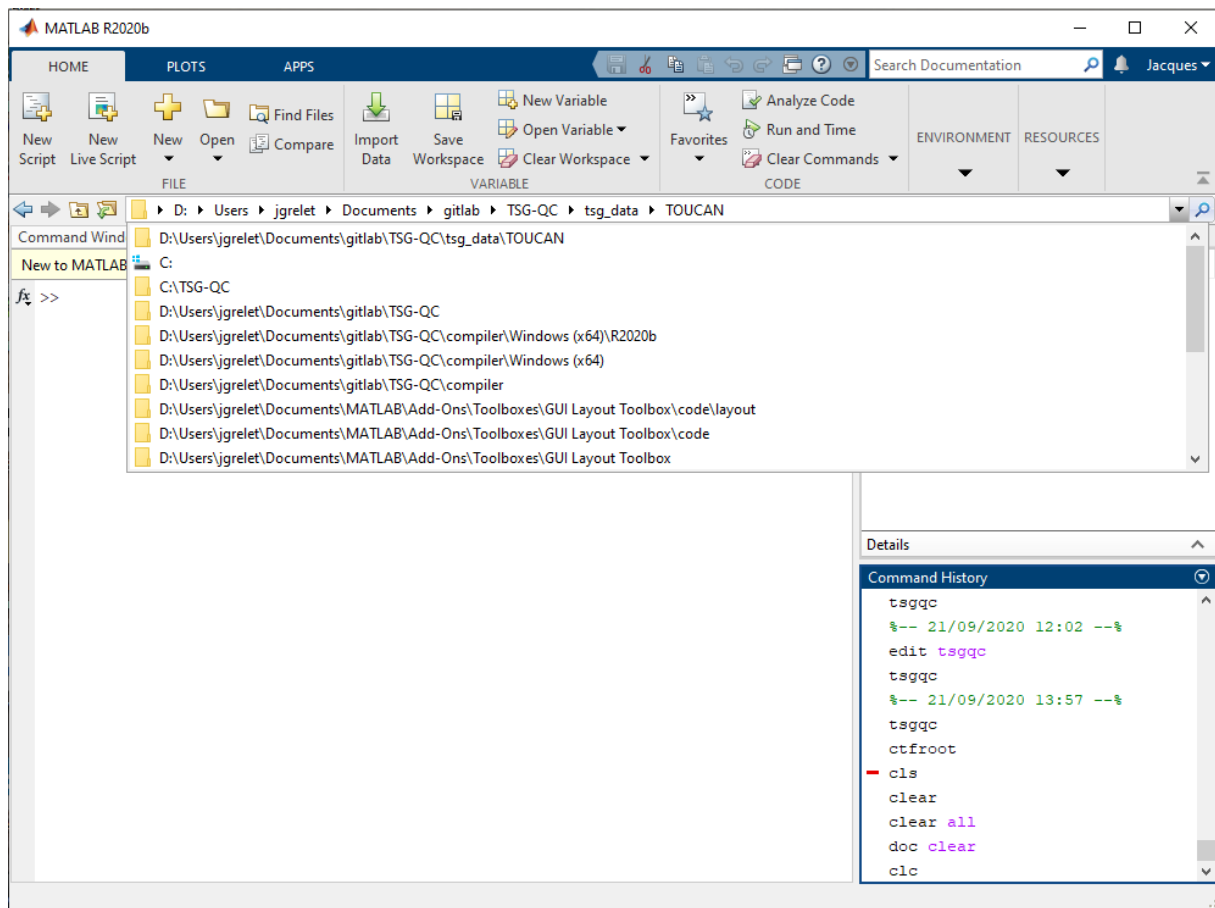 MATLAB R2020b
HOME PLOTS APPS Search Documentation Jacques
New Script New Live Script New Open Find Files Compare Import Data Save Workspace New Variable Open Variable Clear Workspace Favorites Analyze Code Run and Time Clear Commands ENVIRONMENT RESOURCES
FILE VARIABLE CODE
D: Users jgrelet Documents gitlab TSG-QC tsg_data TOUCAN
Command Wind
D:\Users\jgrelet\Documents\gitlab\TSG-QC\tsg_data\TOUCAN
New to MATLAB
C:
fx >>
C:\TSG-QC
D:\Users\jgrelet\Documents\gitlab\TSG-QC
D:\Users\jgrelet\Documents\gitlab\TSG-QC\compiler\Windows (x64)\R2020b
D:\Users\jgrelet\Documents\gitlab\TSG-QC\compiler\Windows (x64)
D:\Users\jgrelet\Documents\gitlab\TSG-QC\compiler
D:\Users\jgrelet\Documents\MATLAB\Add-Ons\Toolboxes\GUI Layout Toolbox\code\layout
D:\Users\jgrelet\Documents\MATLAB\Add-Ons\Toolboxes\GUI Layout Toolbox\code
D:\Users\jgrelet\Documents\MATLAB\Add-Ons\Toolboxes\GUI Layout Toolbox
Details
Command History
tsgqc
%-- 21/09/2020 12:02 --%
edit tsgqc
tsgqc
%-- 21/09/2020 13:57 --%
tsgqc
ctfroot
cls
clear
clear all
doc clear
clc